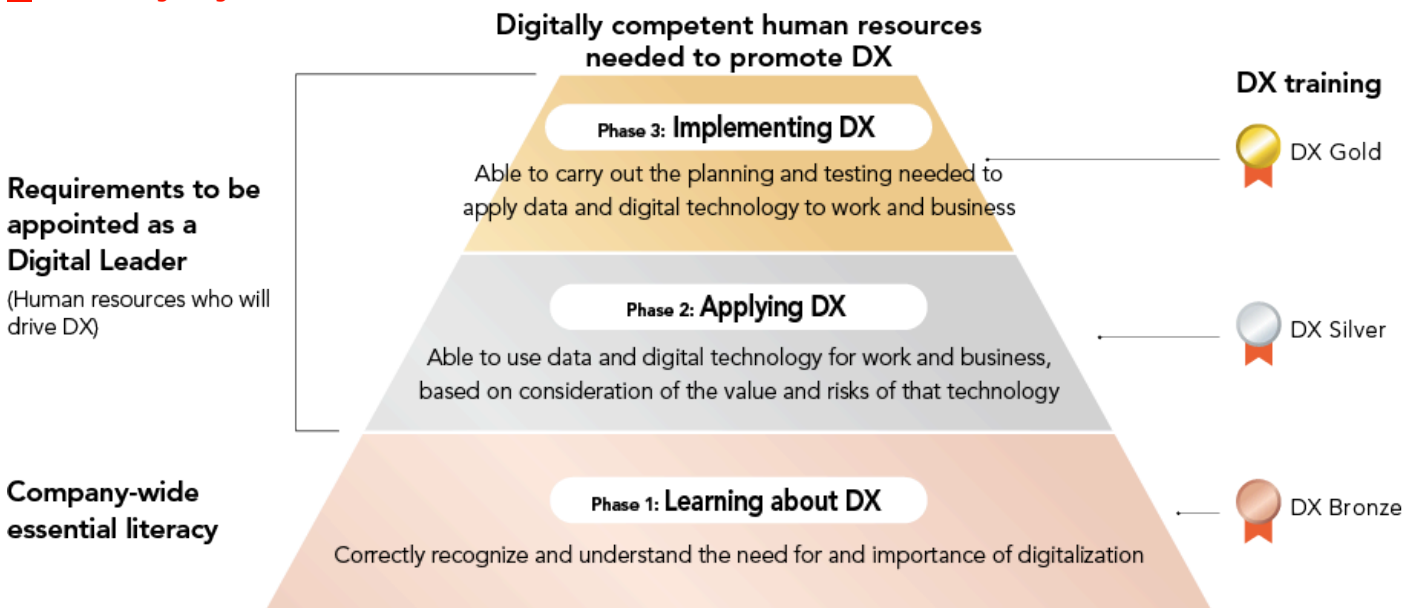 Digitally competent human resources
needed to promote DX
DX training
Phase 3: Implementing DX
Able to carry out the planning and testing needed to
apply data and digital technology to work and business
DX Gold
Requirements to be
appointed as a
Digital Leader
(Human resources who will
drive DX)
Phase 2: Applying DX
Able to use data and digital technology for work and business,
based on consideration of the value and risks of that technology
DX Silver
Company-wide
essential literacy
Phase 1: Learning about DX
Correctly recognize and understand the need for and importance of digitalization
DX Bronze